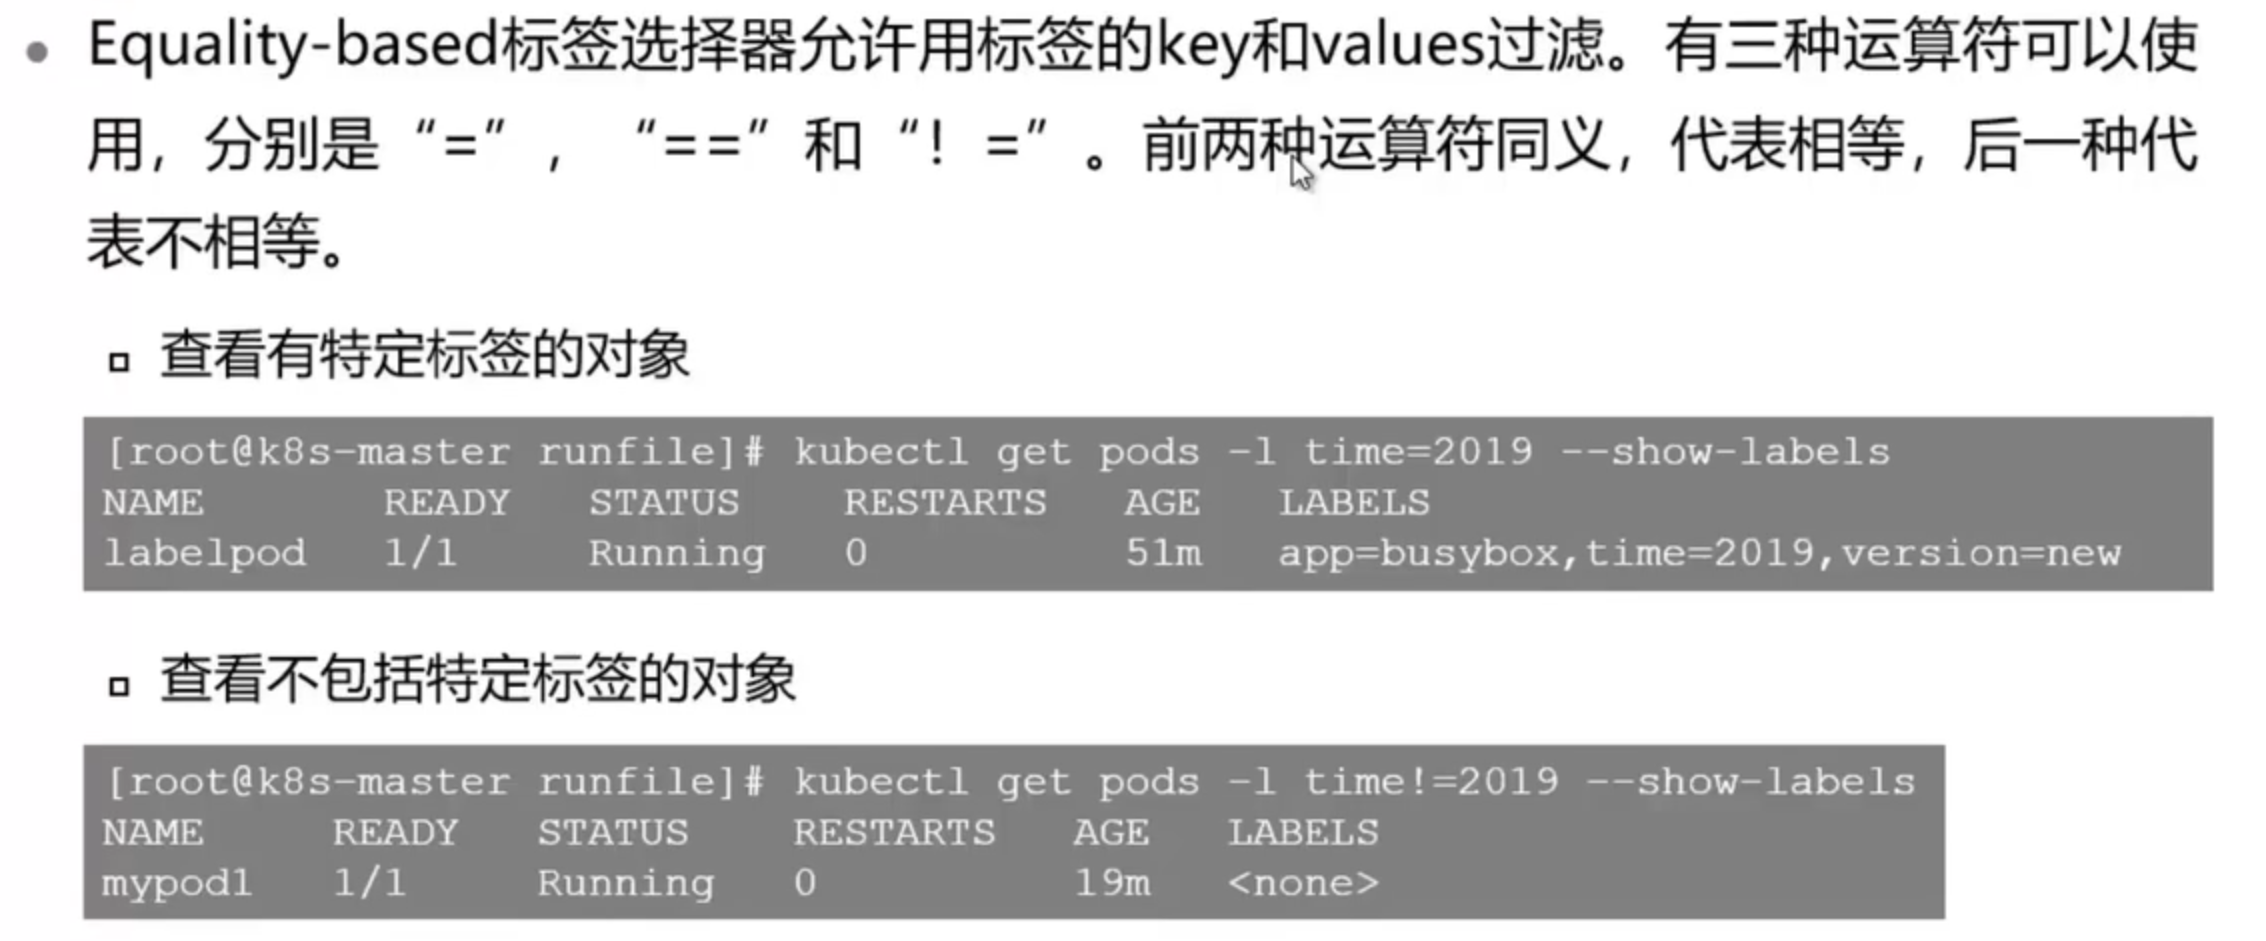 • Equality-based标签选择器允许用标签的key和values过滤。有三种运算符可以使
用，分别是“=”，“==”和“！=”。前两种运算符同义，代表相等，后一种代
表不相等。
▫ 查看有特定标签的对象
[root@k8s-master runfile]# kubectl get pods -l time=2019 --show-labels
NAME READY STATUS RESTARTS AGE LABELS
labelpod 1/1 Running 0 51m app=busybox,time=2019,version=new
▫ 查看不包括特定标签的对象
[root@k8s-master runfile]# kubectl get pods -l time!=2019 --show-labels
NAME READY STATUS RESTARTS AGE LABELS
mypod1 1/1 Running 0 19m <none>